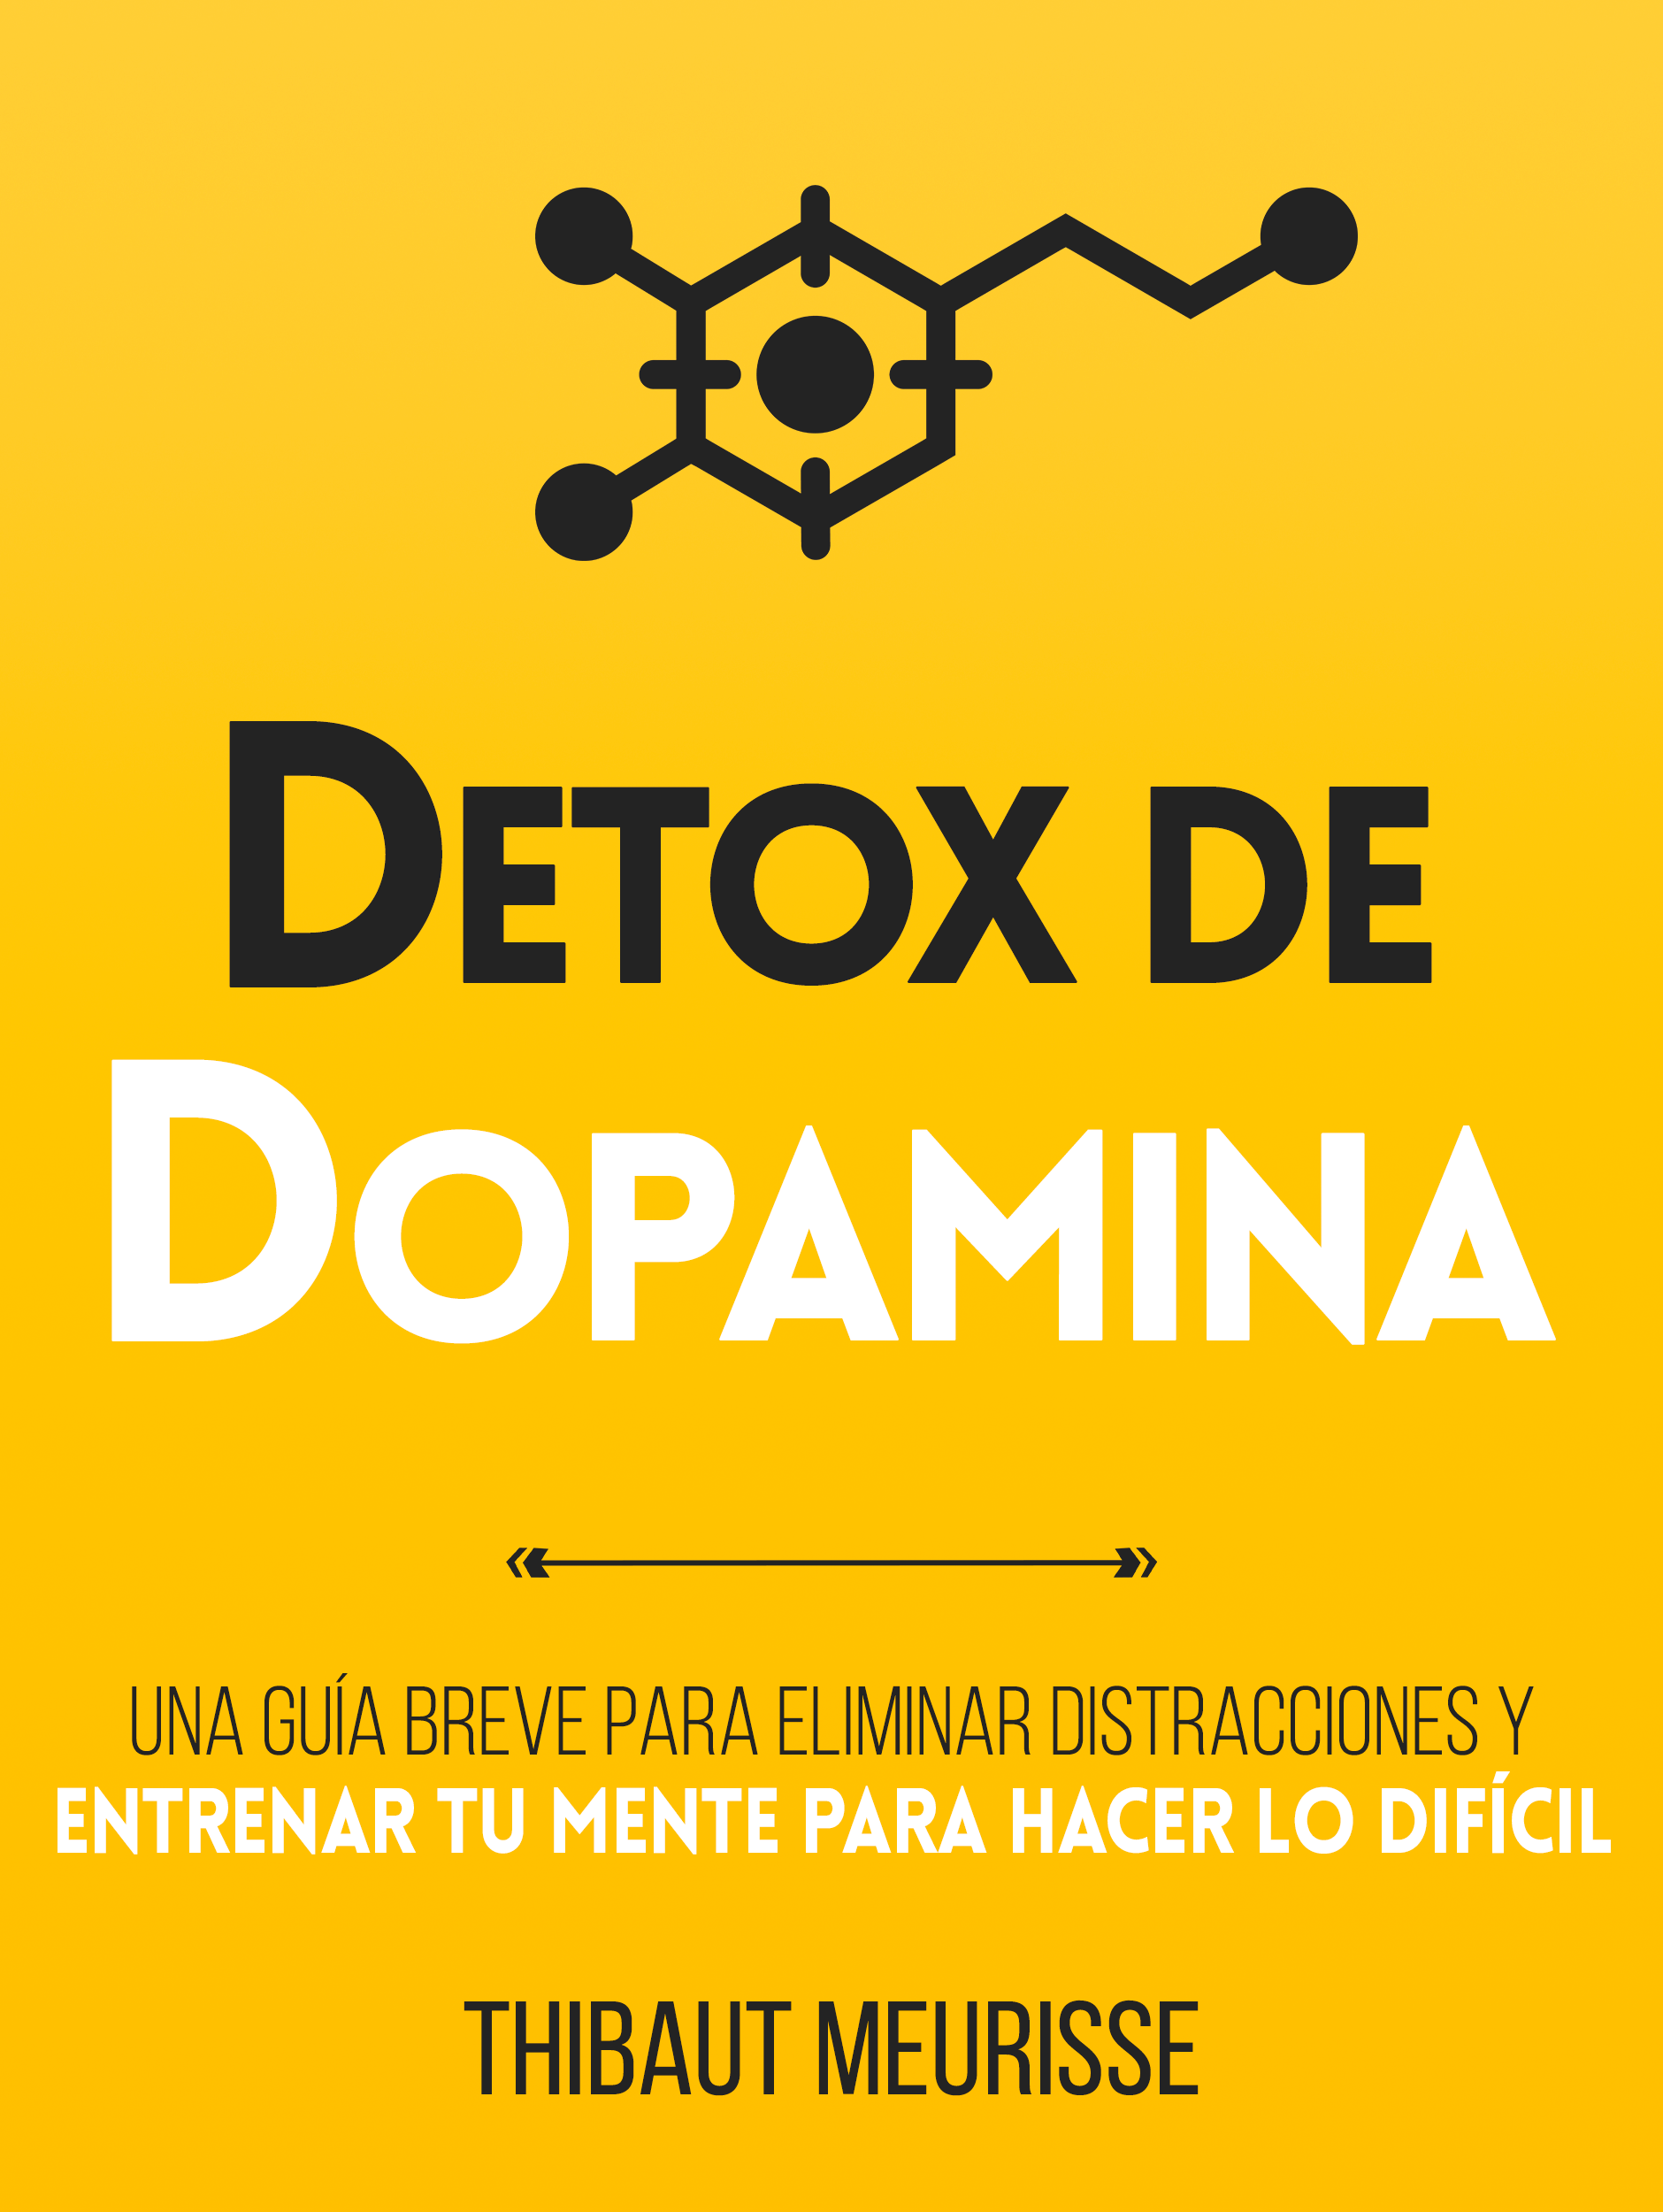 DETOX DE
DOPAMINA
UNA GUÍA BREVE PARA ELIMINAR DISTRACCIONES Y
ENTRENAR TU MENTE PARA HACER LO DIFÍCIL
THIBAUT MEURISSE